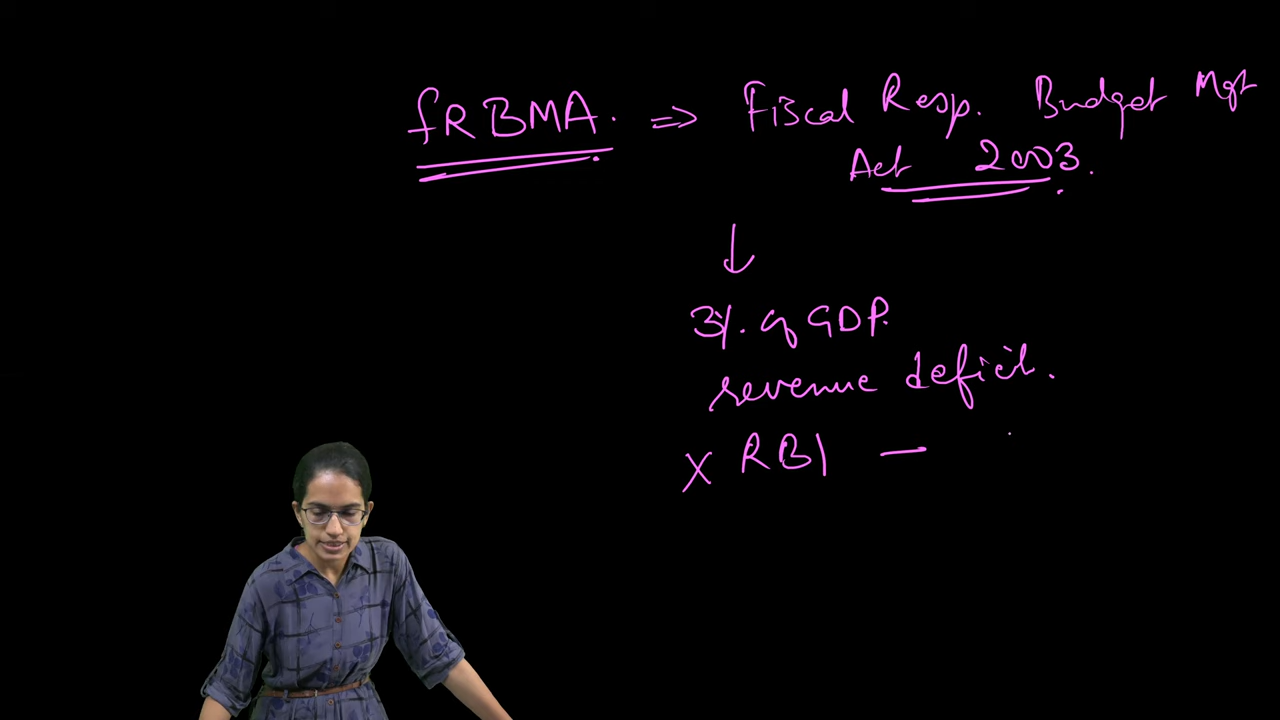 fRBMA. ⇒ Fiscal Resp. Budget Mgt
Act 2003.
↓
3%. of GDP.
revenue deficit.
X RBI —